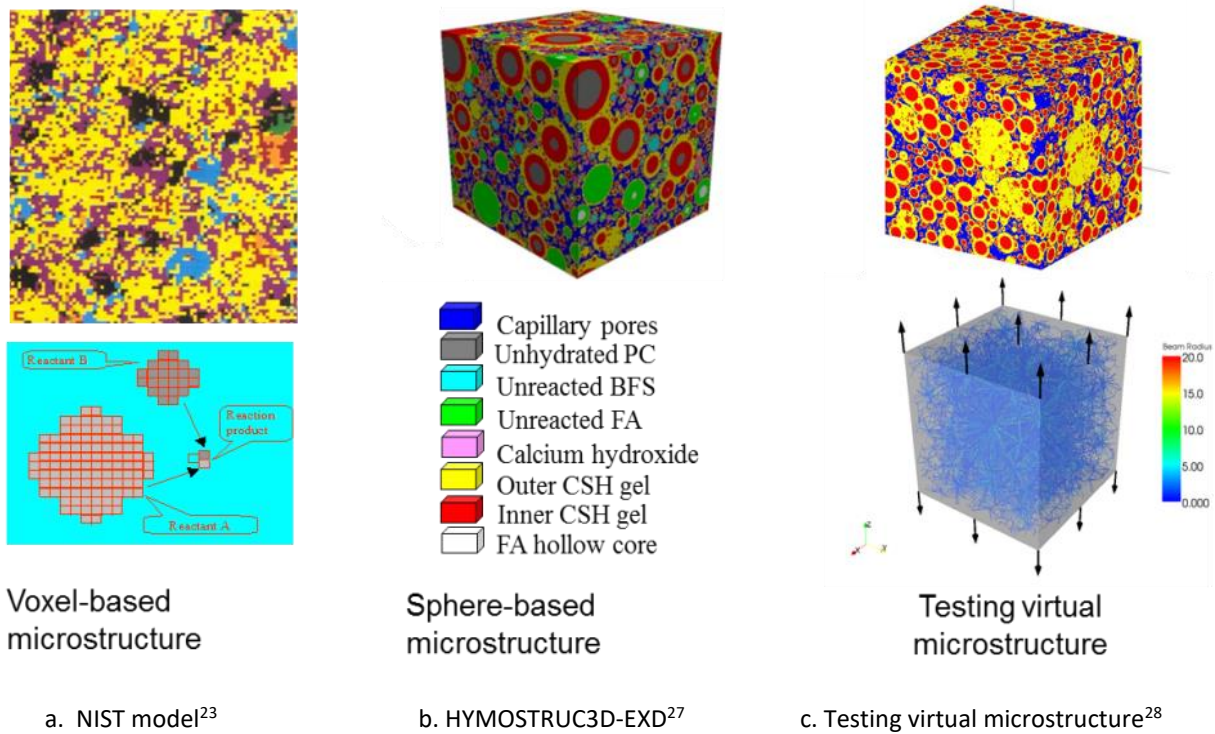 Reactant B
Reaction
product
Reactant A
Voxel-based
microstructure
a. NIST model23
Capillary pores
Unhydrated PC
Unreacted BFS
Unreacted FA
Calcium hydroxide
Outer CSH gel
Inner CSH gel
FA hollow core
Sphere-based
microstructure
b. HYMOSTRUC3D-EXD27
Beam Radius
20.0
15.0
10.0
5.00
0.000
Z
X
Y
Testing virtual
microstructure
c. Testing virtual microstructure28